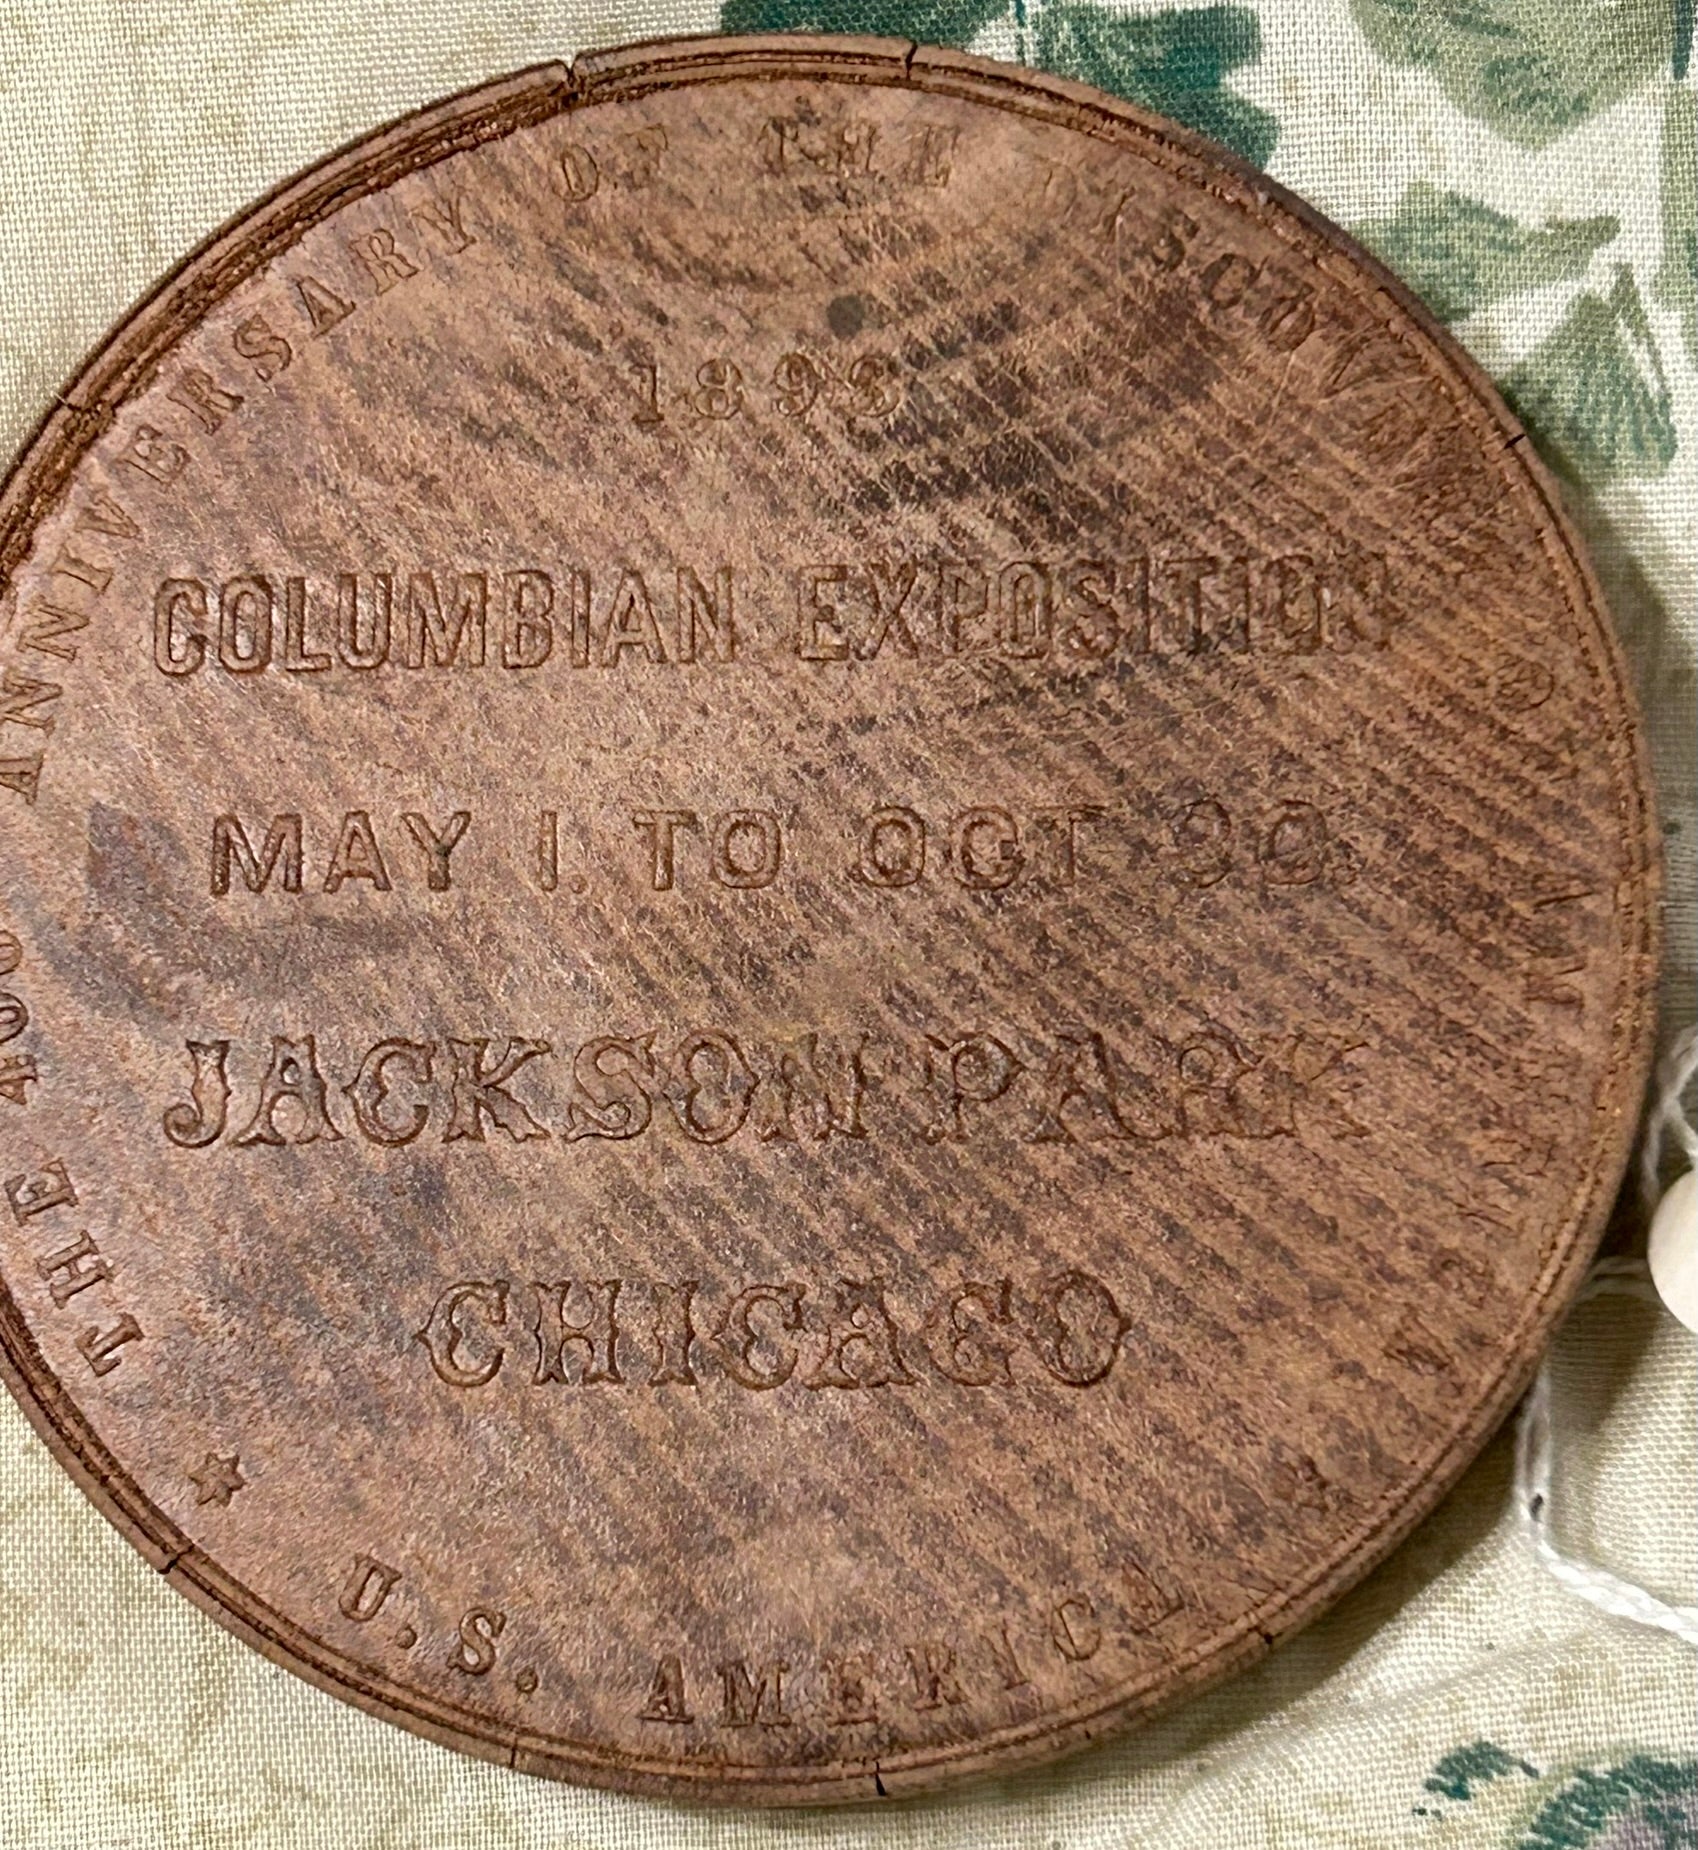 THE 400 ANNIVERSARY OF THE DISCOVERY OF AMERICA
1893
COLUMBIAN EXPOSITION
MAY 1. TO OCT 30.
JACKSON PARK
CHICAGO
U.S. AMERICA